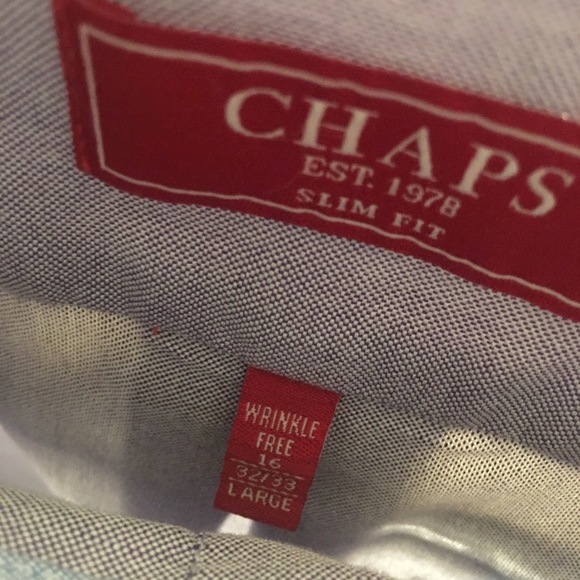 CHAPS
EST. 1978
SLIM FIT
WRINKLE
FREE
16
32/33
LARGE